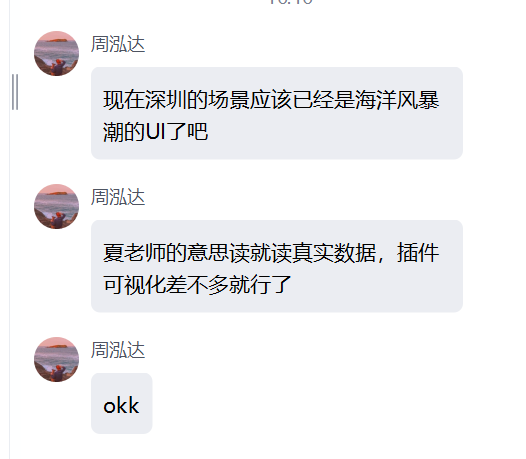 周泓达
现在深圳的场景应该已经是海洋风暴
潮的UI了吧
周泓达
夏老师的意思读就读真实数据，插件
可视化差不多就行了
周泓达
okk